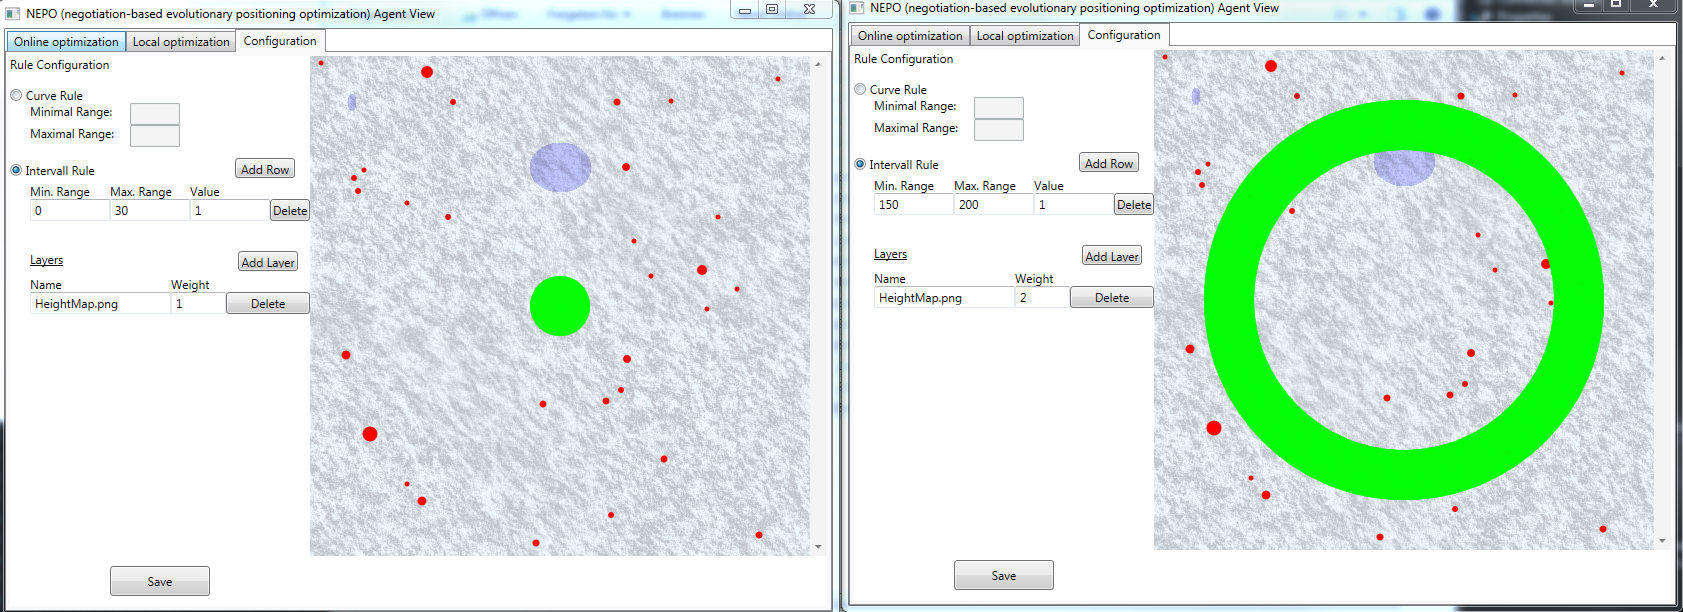 NEPO (negotiation-based evolutionary positioning optimization) Agent View
Online optimization Local optimization Configuration
Rule Configuration
Curve Rule
Minimal Range:
Maximal Range:
Intervall Rule Add Row
Min. Range Max. Range Value
0 30 1 Delete
Layers Add Layer
Name Weight
HeightMap.png 1 Delete
Save
NEPO (negotiation-based evolutionary positioning optimization) Agent View
Online optimization Local optimization Configuration
Rule Configuration
Curve Rule
Minimal Range:
Maximal Range:
Intervall Rule Add Row
Min. Range Max. Range Value
150 200 1 Delete
Layers Add Layer
Name Weight
HeightMap.png 2 Delete
Save